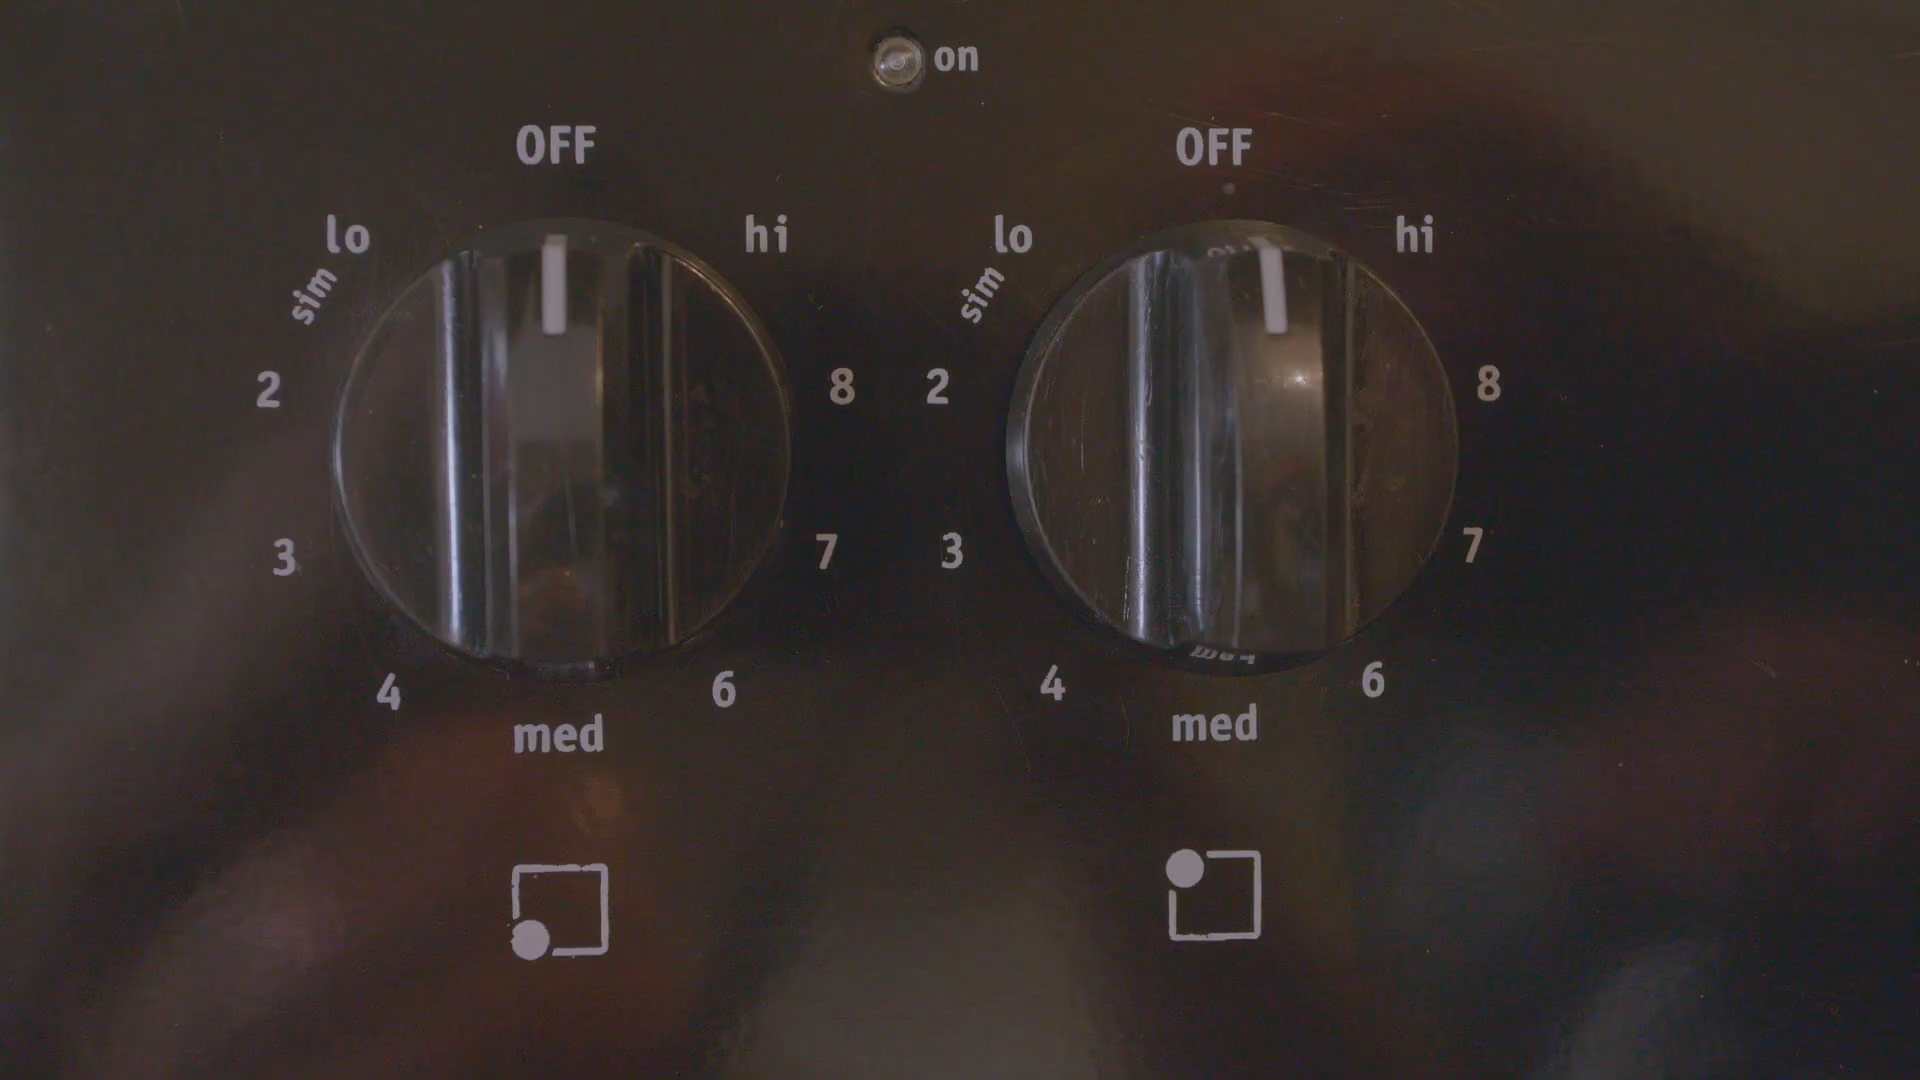 on
OFF OFF
lo hi lo hi
sim sim
2 8 2 8
3 7 3 7
4 6 4 6
med med